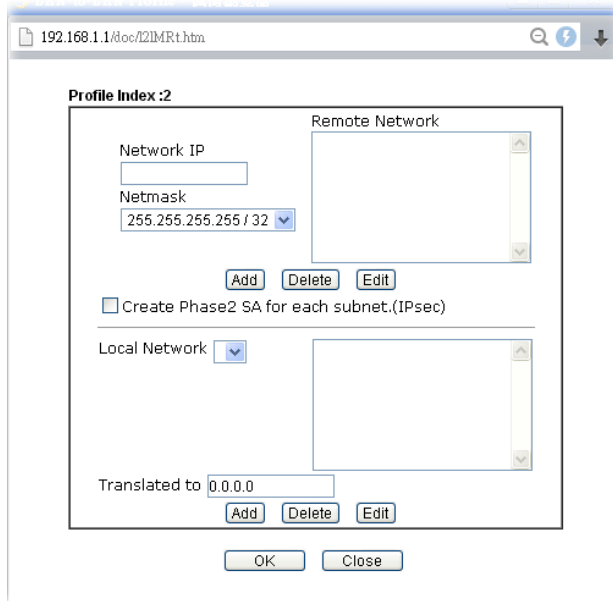 192.168.1.1/doc/l2lMRt.htm
Profile Index :2
Remote Network
Network IP
Netmask
255.255.255.255 / 32
Add Delete Edit
Create Phase2 SA for each subnet.(IPsec)
Local Network
Translated to 0.0.0.0
Add Delete Edit
OK Close